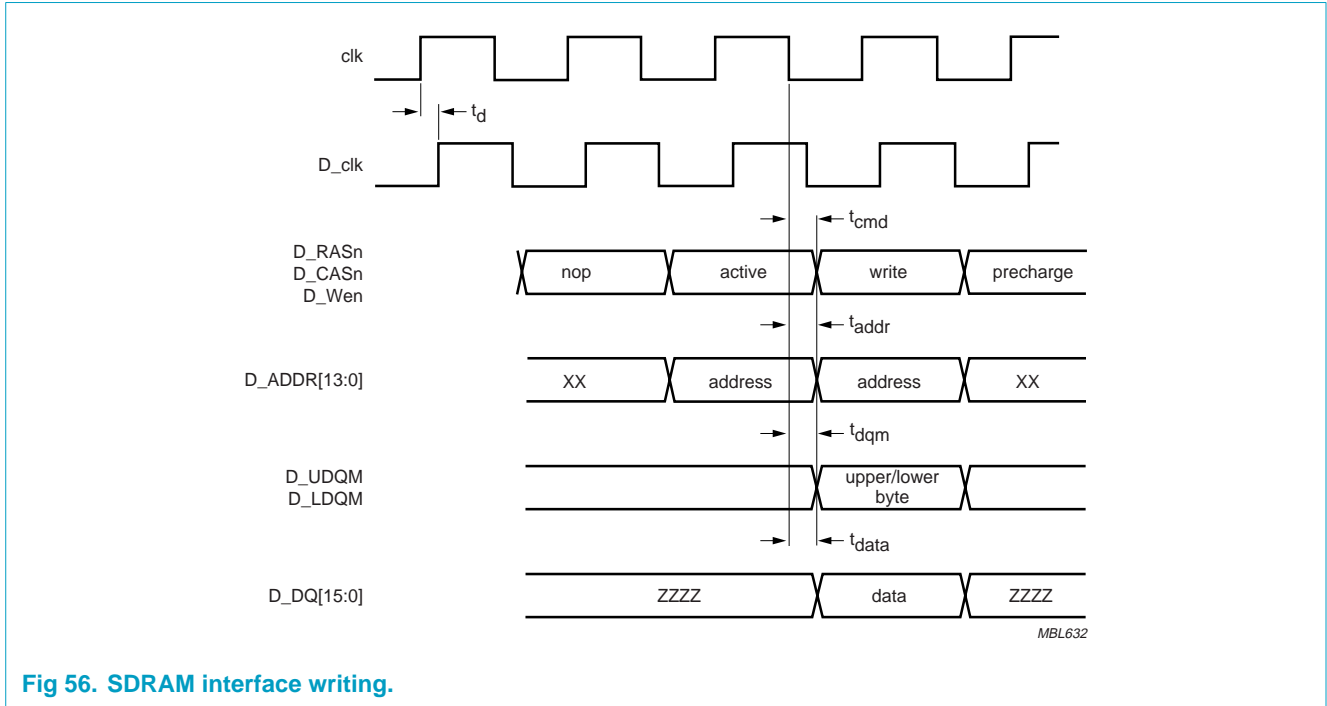 clk
t_d
D_clk
t_cmd
D_RASn
D_CASn
D_Wen
nop active write precharge
t_addr
D_ADDR[13:0]
XX address address XX
t_dqm
D_UDQM
D_LDQM
upper/lower
byte
t_data
D_DQ[15:0]
ZZZZ data ZZZZ
MBL632
Fig 56. SDRAM interface writing.